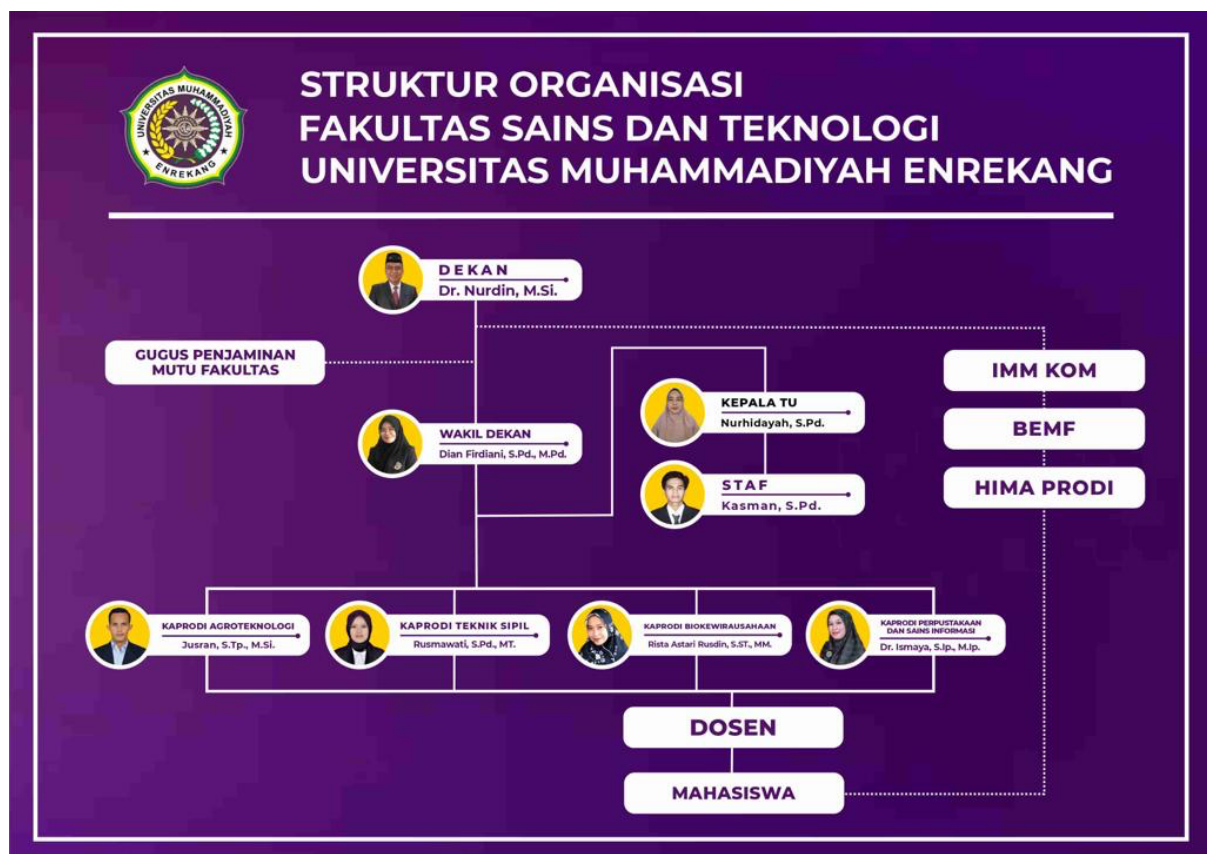 STRUKTUR ORGANISASI
FAKULTAS SAINS DAN TEKNOLOGI
UNIVERSITAS MUHAMMADIYAH ENREKANG
UNIVERSITAS MUHAMMADIYAH
ENREKANG
DEKAN
Dr. Nurdin, M.Si.
GUGUS PENJAMINAN
MUTU FAKULTAS
IMM KOM
BEMF
HIMA PRODI
KEPALA TU
Nurhidayah, S.Pd.
WAKIL DEKAN
Dian Firdiani, S.Pd., M.Pd.
STAF
Kasman, S.Pd.
KAPRODI AGROTEKNOLOGI
Jusran, S.Tp., M.Si.
KAPRODI TEKNIK SIPIL
Rusmawati, S.Pd., MT.
KAPRODI BIOKEWIRAUSAHAAN
Rista Astari Rusdin, S.ST., MM.
KAPRODI PERPUSTAKAAN
DAN SAINS INFORMASI
Dr. Ismaya, S.Ip., M.Ip.
DOSEN
MAHASISWA